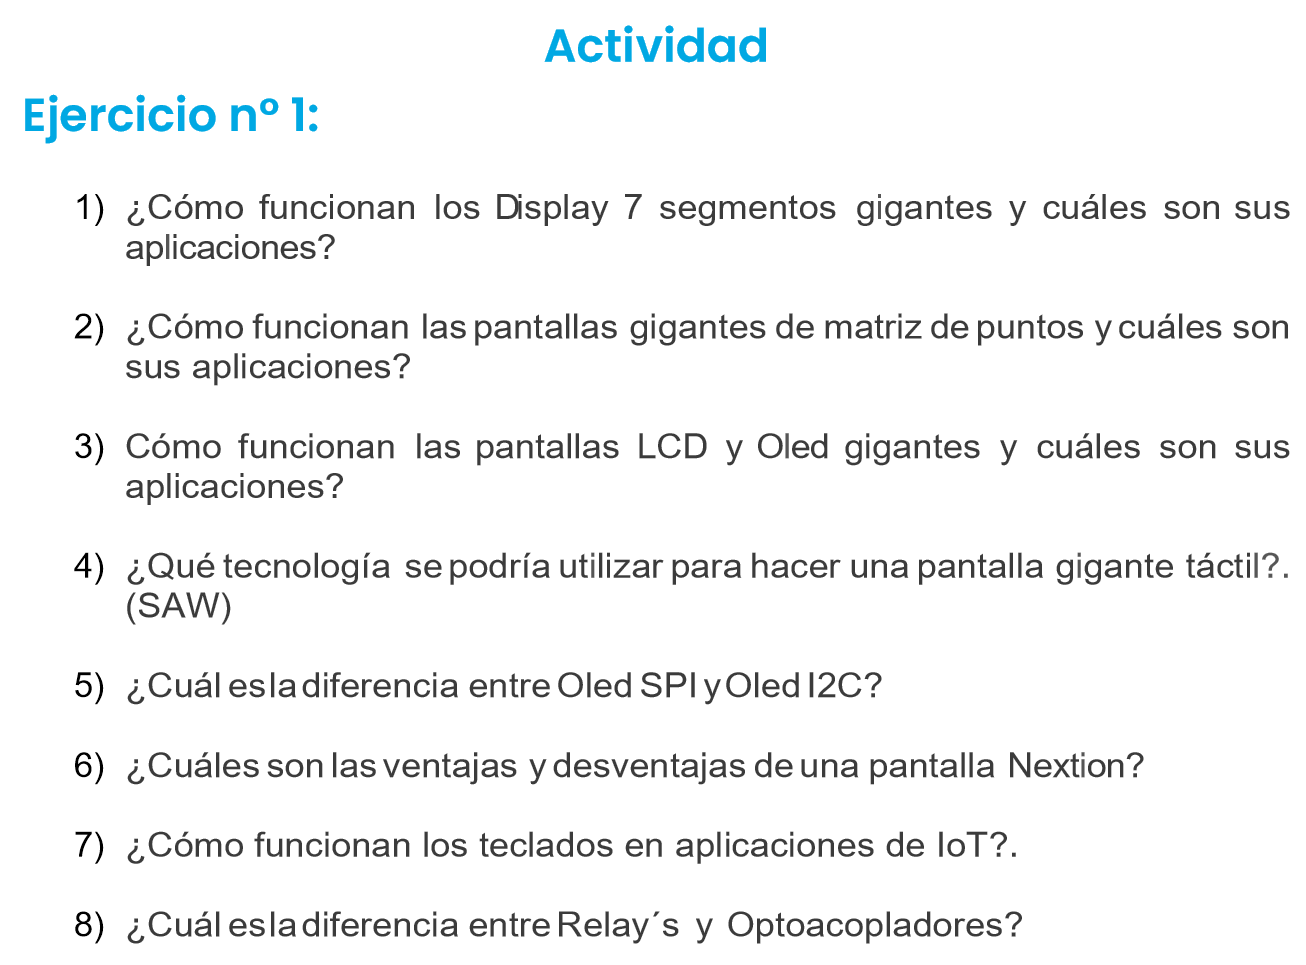 Actividad
Ejercicio nº 1:
1) ¿Cómo funcionan los Display 7 segmentos gigantes y cuáles son sus
aplicaciones?
2) ¿Cómo funcionan las pantallas gigantes de matriz de puntos y cuáles son
sus aplicaciones?
3) Cómo funcionan las pantallas LCD y Oled gigantes y cuáles son sus
aplicaciones?
4) ¿Qué tecnología se podría utilizar para hacer una pantalla gigante táctil?.
(SAW)
5) ¿Cuál es la diferencia entre Oled SPI y Oled I2C?
6) ¿Cuáles son las ventajas y desventajas de una pantalla Nextion?
7) ¿Cómo funcionan los teclados en aplicaciones de IoT?.
8) ¿Cuál es la diferencia entre Relay´s y Optoacopladores?